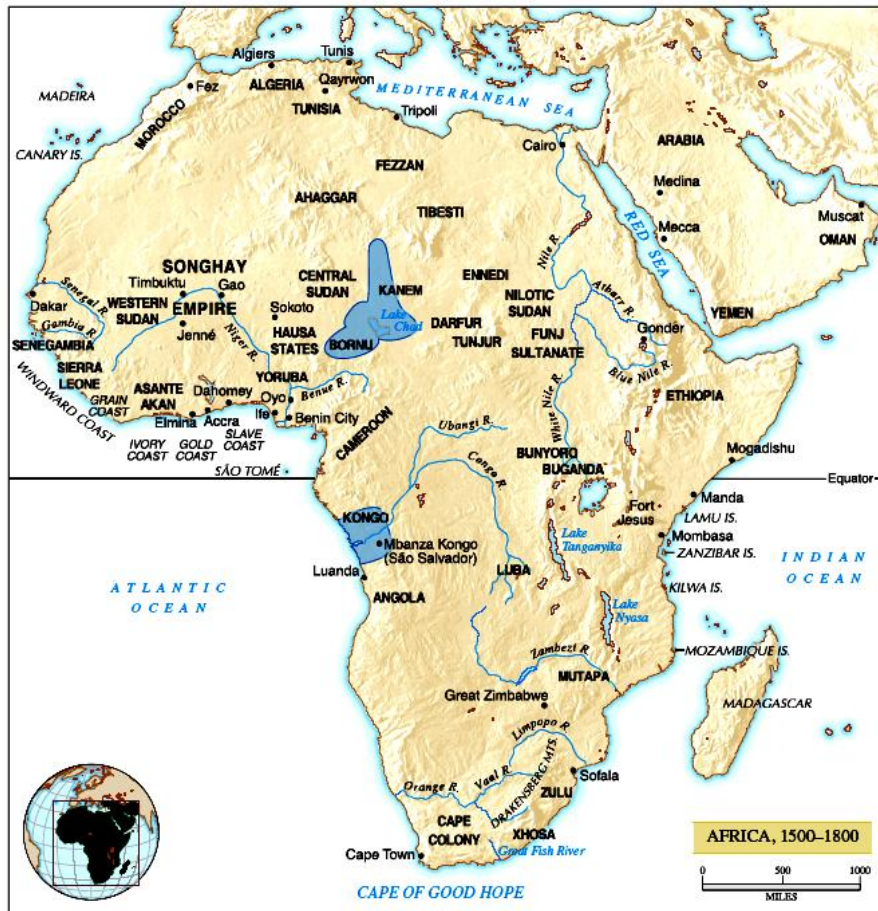 Algiers
Tunis
ALGERIA
Qayrwon
Fez
MEDITERRANEAN SEA
MADEIRA
TUNISIA
MOROCCO
Tripoli
ARABIA
Cairo
CANARY IS.
FEZZAN
AHAGGAR
Medina
TIBESTI
RED SEA
Muscat
Mecca
OMAN
Nile R.
SONGHAY
EMPIRE
CENTRAL
SUDAN
ENNEDI
KANEM
Timbuktu
Gao
Senegal R.
WESTERN
SUDAN
NILOTIC
SUDAN
Dakar
Sokoto
Atbarr R.
YEMEN
Lake
Chad
Gambia R.
Jenné
Niger R.
HAUSA
STATES
DARFUR
TUNJUR
FUNJ
SULTANATE
Gonder
SENEGAMBIA
BORNU
Blue Nile R.
SIERRA
LEONE
YORUBA
WINDWARD COAST
GRAIN
COAST
ASANTE
AKAN
Dahomey
Oyo
Benue R.
White Nile R.
ETHIOPIA
Elmina
Accra
Ife
Benin City
CAMEROON
IVORY
COAST
GOLD
COAST
SLAVE
COAST
Ubangi R.
Congo R.
BUNYORO
BUGANDA
Mogadishu
SÃO TOMÉ
Equator
Manda
KONGO
Fort
Jesus
LAMU IS.
Mbanza Kongo
(São Salvador)
Lake
Tanganyika
Mombasa
ZANZIBAR IS.
INDIAN
OCEAN
Luanda
LUBA
ATLANTIC
OCEAN
ANGOLA
KILWA IS.
Lake
Nyasa
Zambezi R.
MOZAMBIQUE IS.
MUTAPA
Great Zimbabwe
MADAGASCAR
Limpopo R.
Orange R.
Vaal R.
DRAKENSBERG MTS.
Sofala
ZULU
CAPE
COLONY
XHOSA
AFRICA, 1500–1800
Cape Town
Great Fish River
0
500
1000
MILES
CAPE OF GOOD HOPE